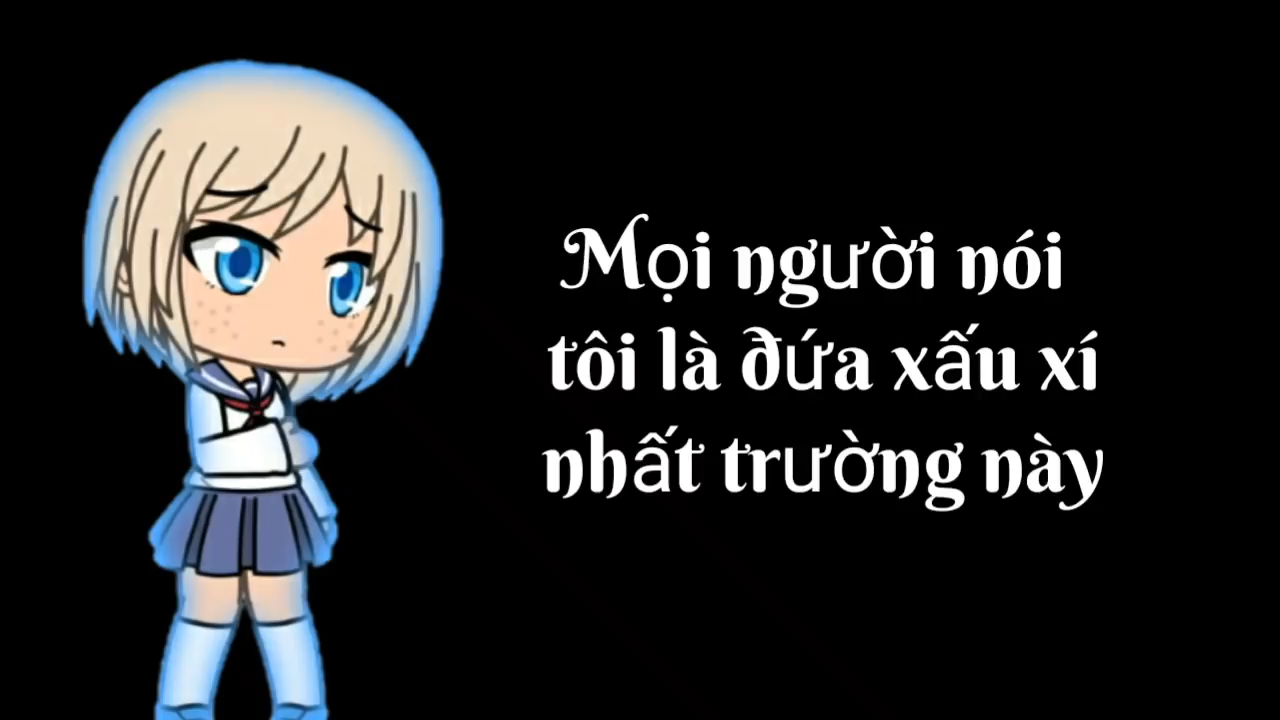 Mọi người nói
tôi là đứa xấu xí
nhất trường này